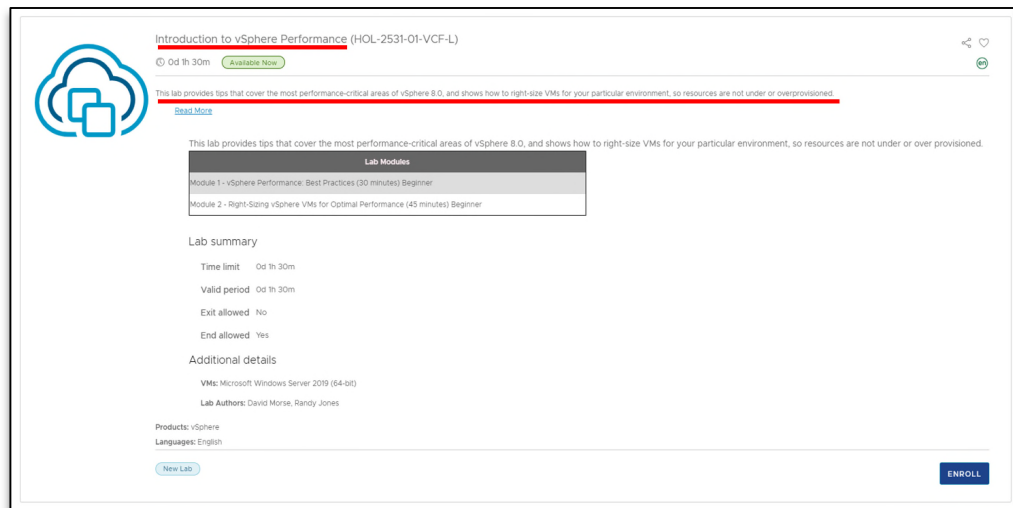 Introduction to vSphere Performance (HOL-2531-01-VCF-L)
0d 1h 30m Available Now en
This lab provides tips that cover the most performance-critical areas of vSphere 8.0, and shows how to right-size VMs for your particular environment, so resources are not under or overprovisioned.
Read More
This lab provides tips that cover the most performance-critical areas of vSphere 8.0, and shows how to right-size VMs for your particular environment, so resources are not under or over provisioned.
Lab Modules
Module 1 - vSphere Performance: Best Practices (30 minutes) Beginner
Module 2 - Right-Sizing vSphere VMs for Optimal Performance (45 minutes) Beginner
Lab summary
Time limit 0d 1h 30m
Valid period 0d 1h 30m
Exit allowed No
End allowed Yes
Additional details
VMs: Microsoft Windows Server 2019 (64-bit)
Lab Authors: David Morse, Randy Jones
Products: vSphere
Languages: English
New Lab ENROLL